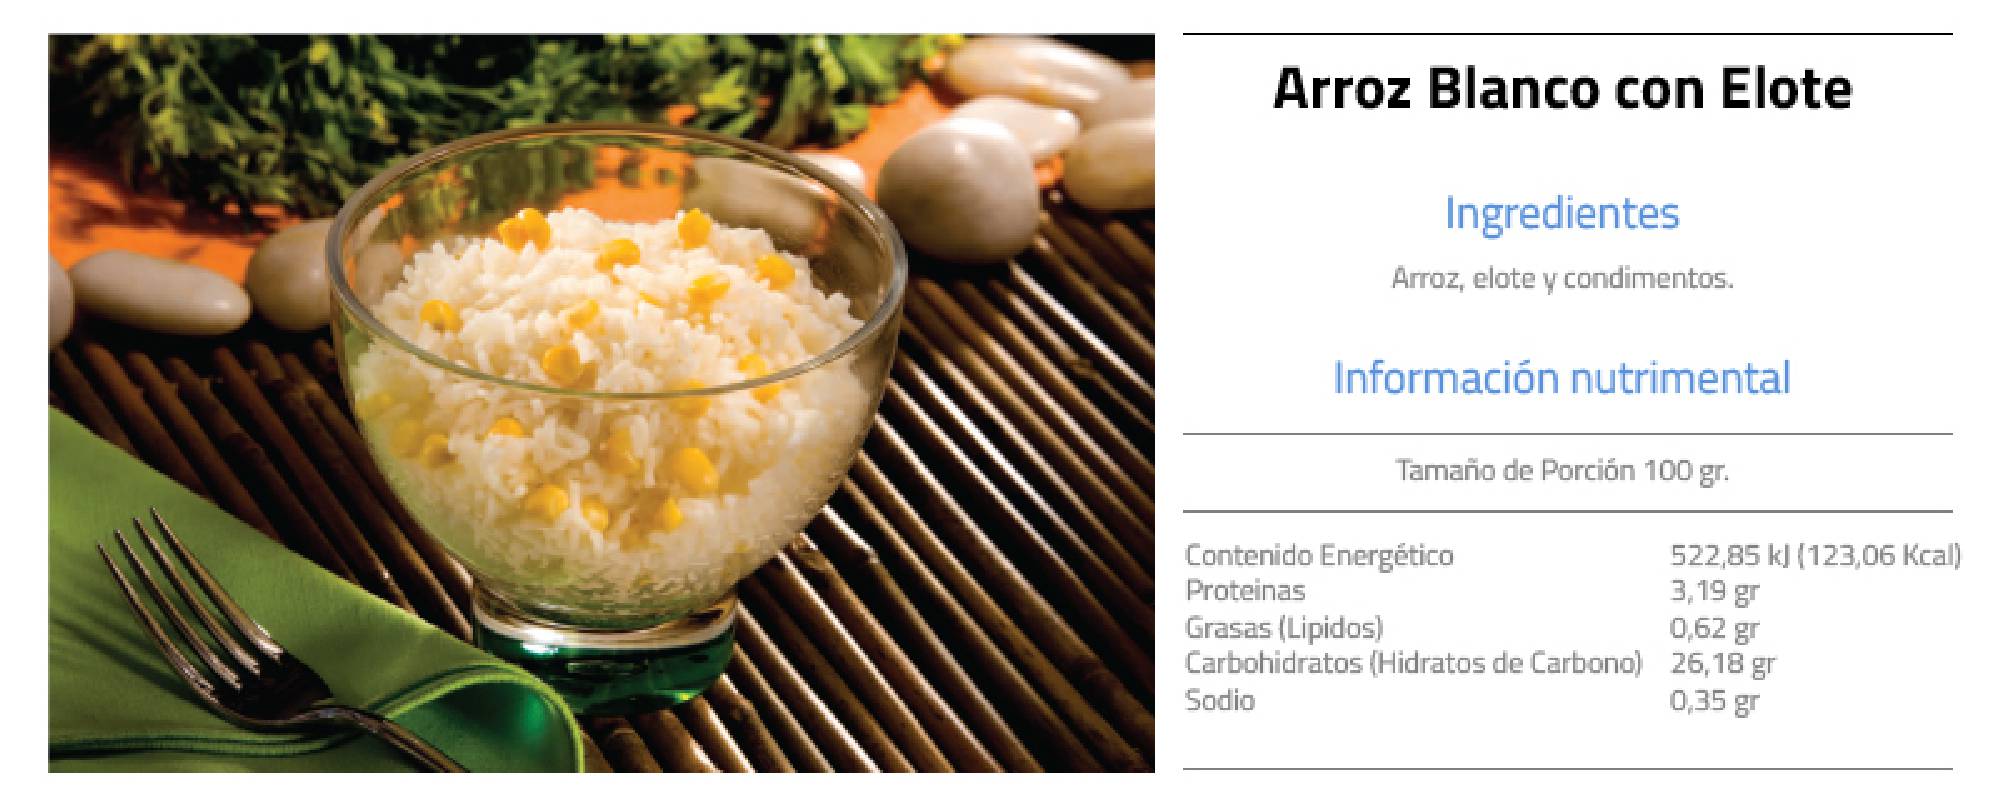 Arroz Blanco con Elote
Ingredientes
Arroz, elote y condimentos.
Información nutrimental
Tamaño de Porción 100 gr.
Contenido Energético 522,85 kJ (123,06 Kcal)
Proteinas 3,19 gr
Grasas (Lipidos) 0,62 gr
Carbohidratos (Hidratos de Carbono) 26,18 gr
Sodio 0,35 gr